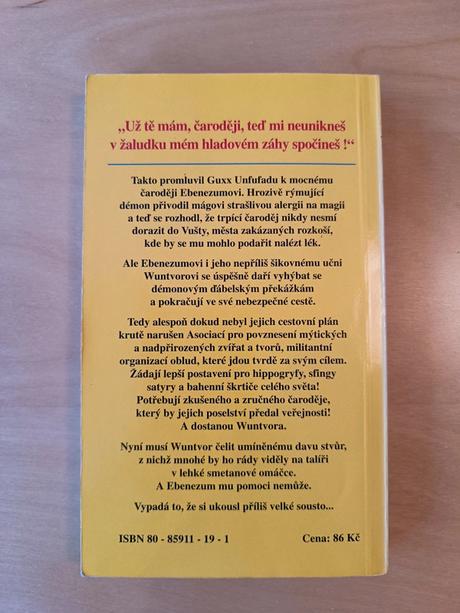 „Už tě mám, čaroději, teď mi neunikneš
v žaludku mém hladovém záhy spočineš !“
Takto promluvil Guxx Unfufadu k mocnému
čaroději Ebenezumovi. Hrozivě rýmující
démon přivodil mágovi strašlivou alergii na magii
a teď se rozhodl, že trpící čaroděj nikdy nesmí
dorazit do Vušty, města zakázaných rozkoší,
kde by se mu mohlo podařit nalézt lék.
Ale Ebenezumovi i jeho nepříliš šikovnému učni
Wuntvorovi se úspěšně daří vyhýbat se
démonovým ďábelským překážkám
a pokračují ve své nebezpečné cestě.
Tedy alespoň dokud nebyl jejich cestovní plán
krutě narušen Asociací pro povznesení mýtických
a nadpřirozených zvířat a tvorů, militantní
organizací oblud, které jdou tvrdě za svým cílem.
Žádají lepší postavení pro hippogryfy, sfingy
satyry a bahenní škrtiče celého světa!
Potřebují zkušeného a zručného čaroděje,
který by jejich poselství předal veřejnosti!
A dostanou Wuntvora.
Nyní musí Wuntvor čelit umíněnému davu stvůr,
z nichž mnohé by ho rády viděly na talíři
v lehké smetanové omáčce.
A Ebenezum mu pomoci nemůže.
Vypadá to, že si ukousl příliš velké sousto...
ISBN 80 - 85911 - 19 - 1 Cena: 86 Kč